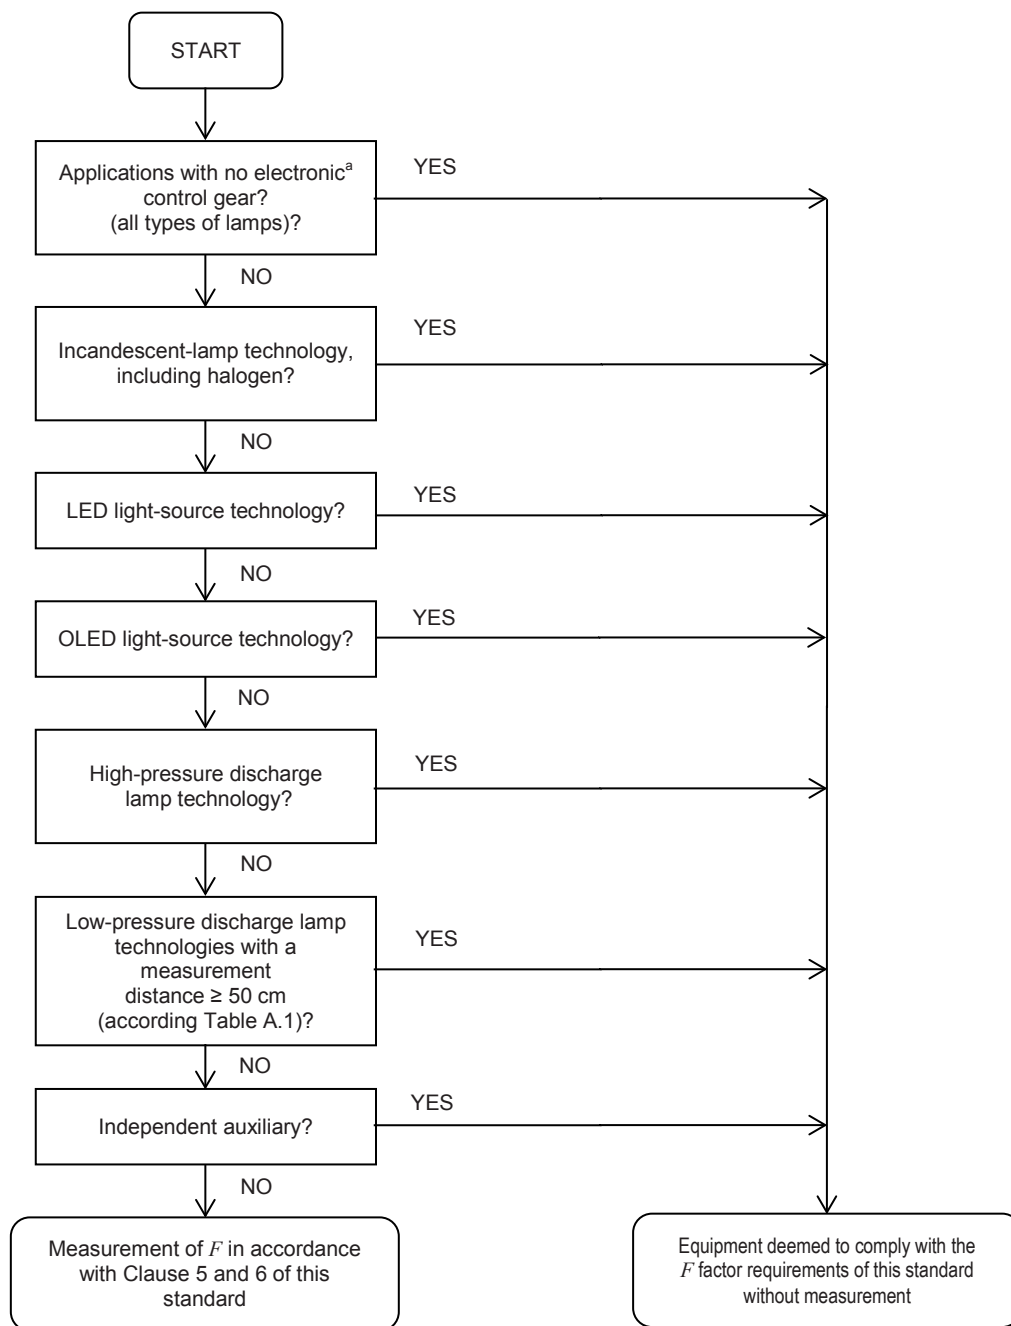 START
Applications with no electronicᵃ
control gear?
(all types of lamps)?
YES
NO
Incandescent-lamp technology,
including halogen?
YES
NO
LED light-source technology?
YES
NO
OLED light-source technology?
YES
NO
High-pressure discharge
lamp technology?
YES
NO
Low-pressure discharge lamp
technologies with a
measurement
distance ≥ 50 cm
(according Table A.1)?
YES
NO
Independent auxiliary?
YES
NO
Measurement of F in accordance
with Clause 5 and 6 of this
standard
Equipment deemed to comply with the
F factor requirements of this standard
without measurement